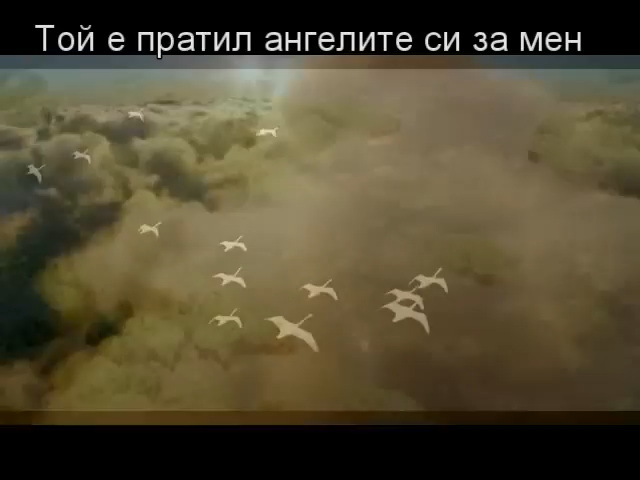 Той е пратил ангелите си за мен